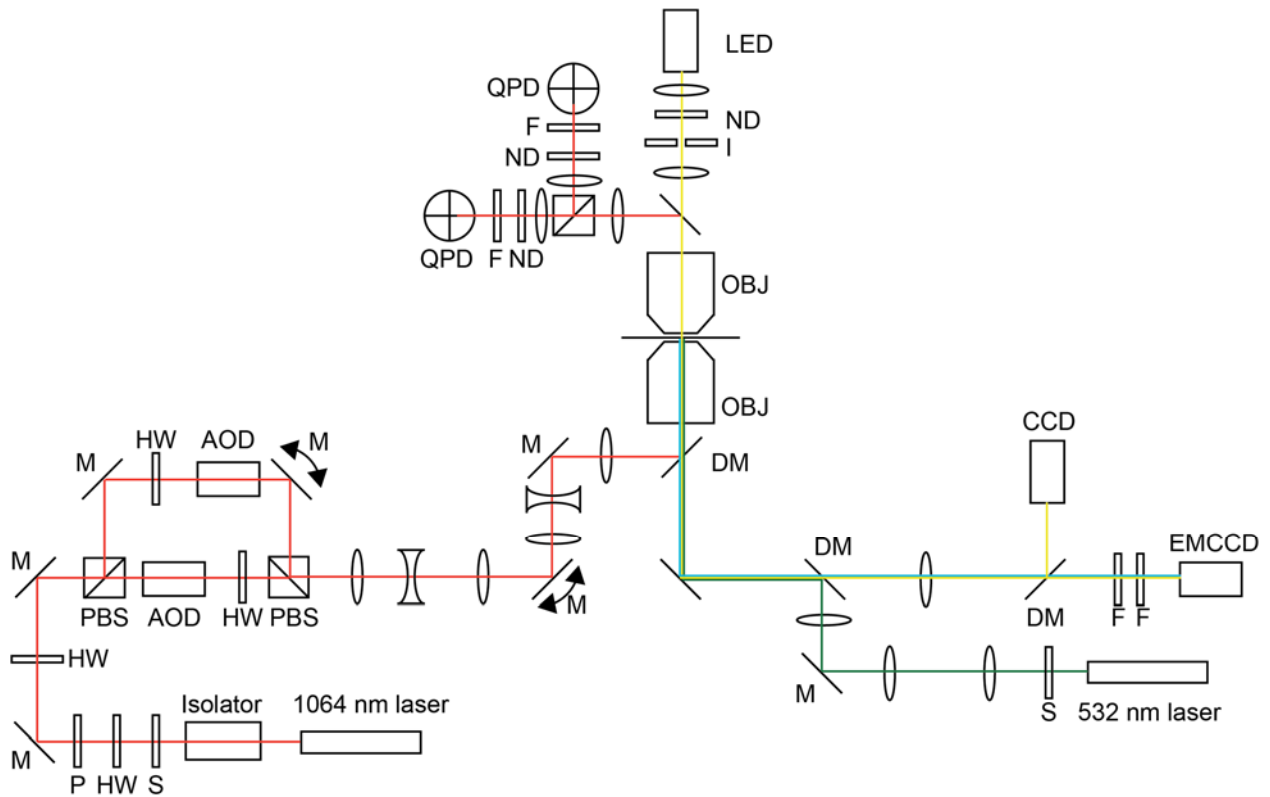 LED
QPD
F
ND
ND
I
QPD
F ND
OBJ
OBJ
CCD
HW
AOD
M
M
M
DM
DM
EMCCD
M
M
PBS
AOD
HW
PBS
DM
F
F
HW
M
S
532 nm laser
Isolator
1064 nm laser
M
P
HW
S